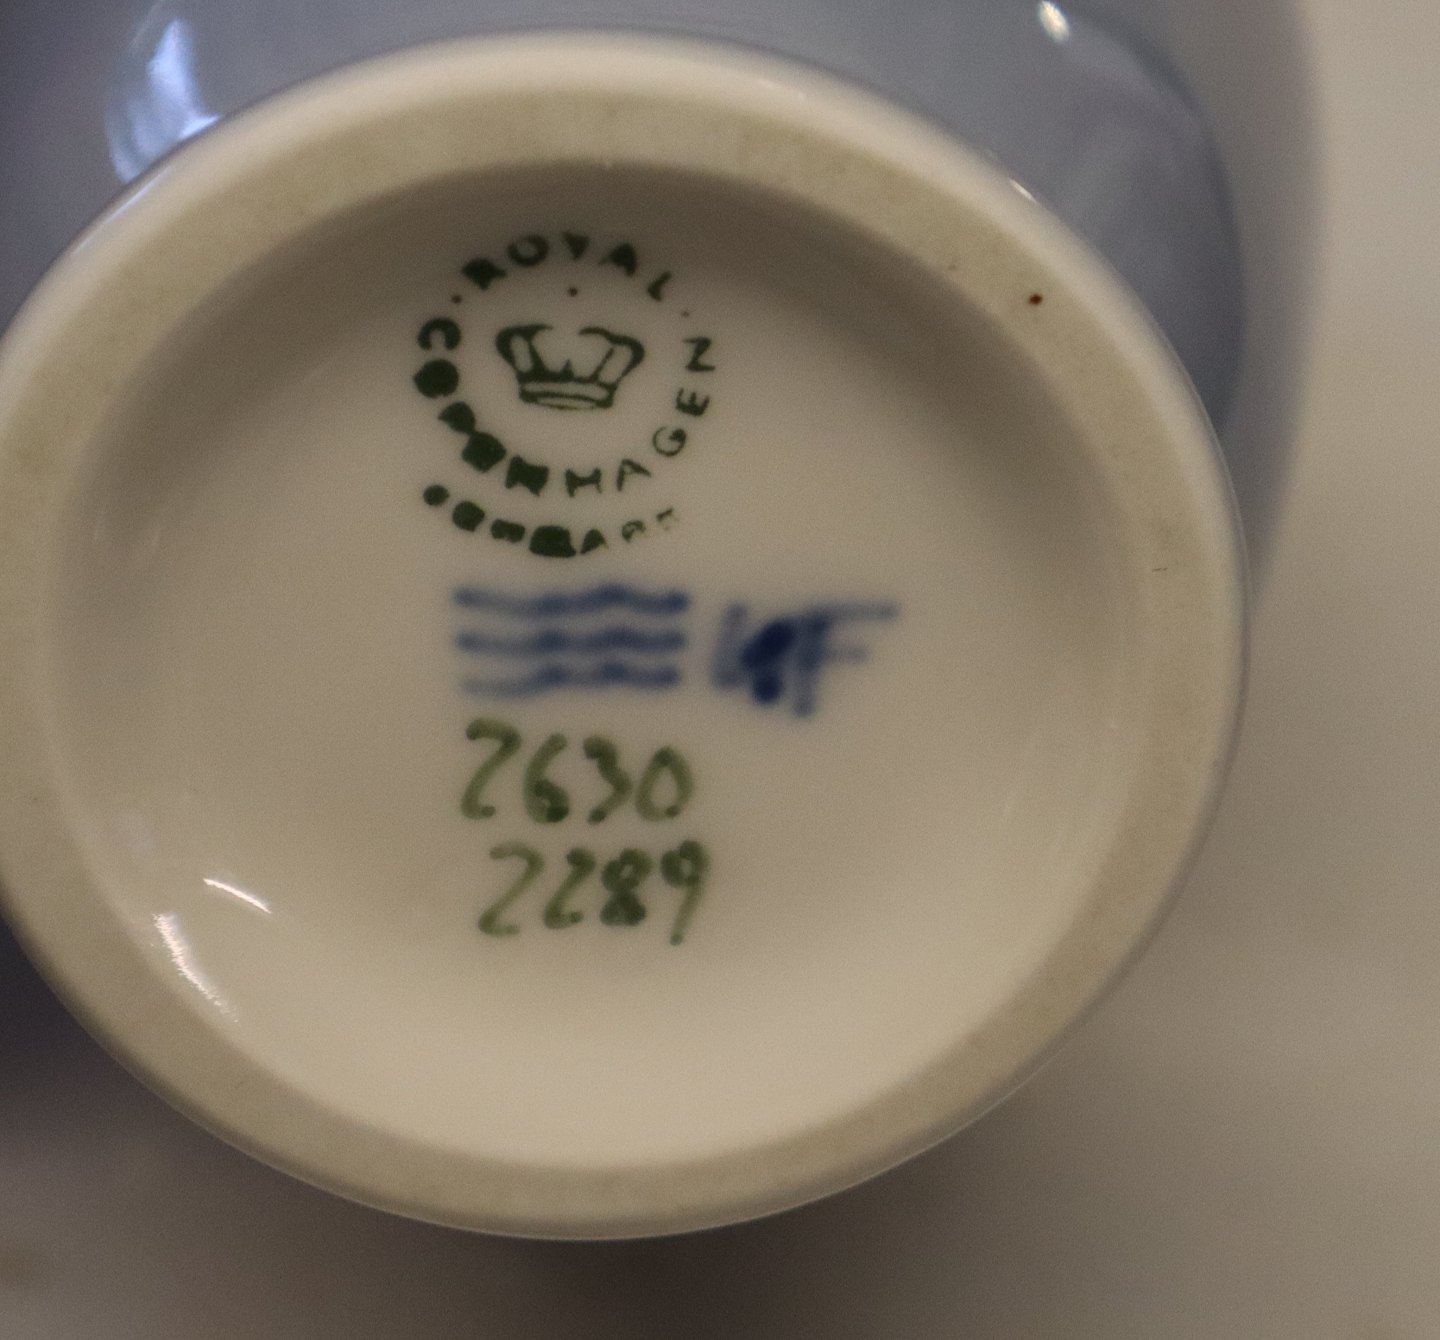 ROYAL
COPENHAGEN
DENMARK
2630
2289